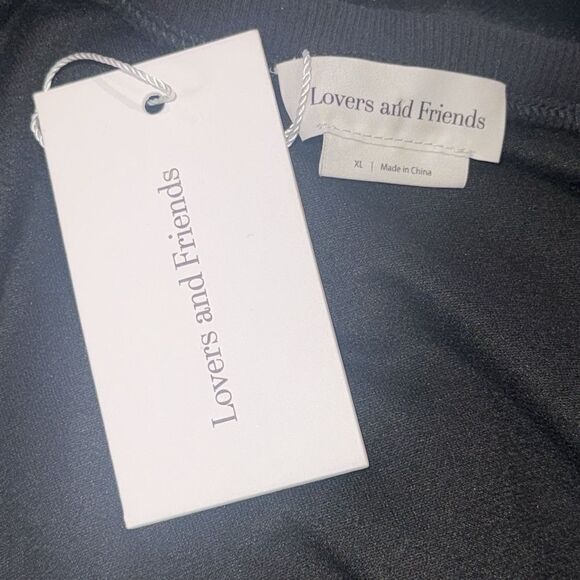 Lovers and Friends
XL | Made in China
Lovers and Friends